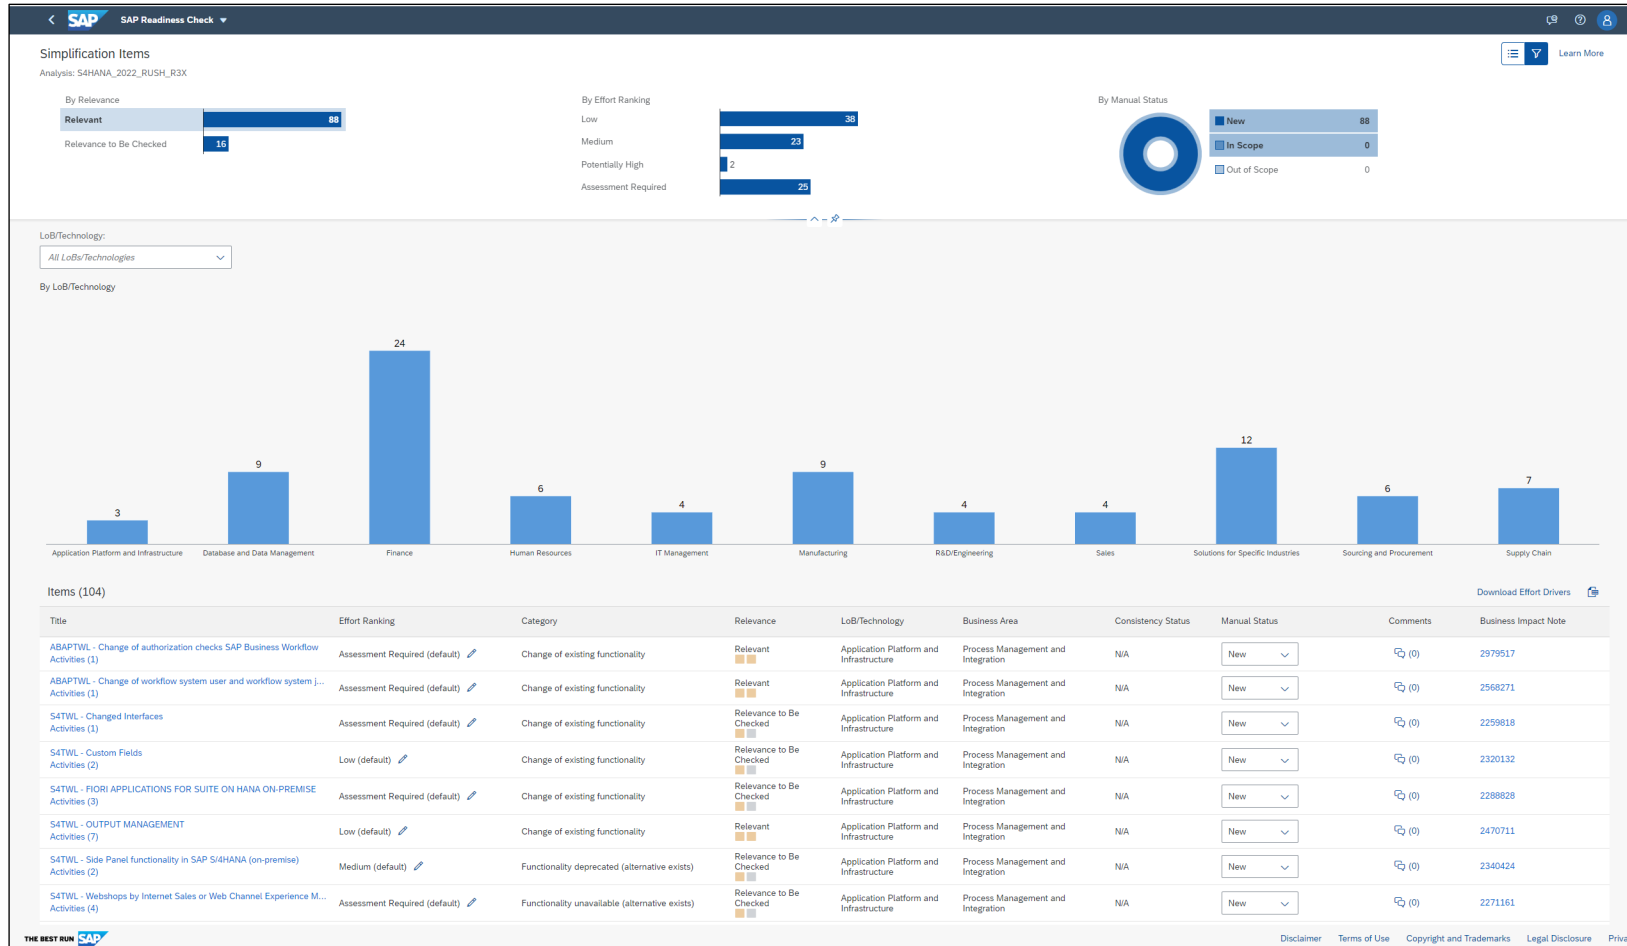 SAP SAP Readiness Check
Simplification Items
Learn More
Analysis: S4HANA_2022_RUSH_R3X
By Relevance
Relevant 88
Relevance to Be Checked 16
By Effort Ranking
Low 38
Medium 23
Potentially High 2
Assessment Required 25
By Manual Status
New 88
In Scope 0
Out of Scope 0
LoB/Technology:
All LoBs/Technologies
By LoB/Technology
3 9 24 6 4 9 4 4 12 6 7
Application Platform and Infrastructure Database and Data Management Finance Human Resources IT Management Manufacturing R&D/Engineering Sales Solutions for Specific Industries Sourcing and Procurement Supply Chain
Items (104)
Download Effort Drivers
Title Effort Ranking Category Relevance LoB/Technology Business Area Consistency Status Manual Status Comments Business Impact Note
ABAPTWL - Change of authorization checks SAP Business Workflow
Activities (1)
Assessment Required (default)
Change of existing functionality
Relevant
Application Platform and
Infrastructure
Process Management and
Integration
N/A
New
(0)
2979517
ABAPTWL - Change of workflow system user and workflow system j...
Activities (1)
Assessment Required (default)
Change of existing functionality
Relevant
Application Platform and
Infrastructure
Process Management and
Integration
N/A
New
(0)
2568271
S4TWL - Changed Interfaces
Activities (1)
Assessment Required (default)
Change of existing functionality
Relevance to Be
Checked
Application Platform and
Infrastructure
Process Management and
Integration
N/A
New
(0)
2259818
S4TWL - Custom Fields
Activities (2)
Low (default)
Change of existing functionality
Relevance to Be
Checked
Application Platform and
Infrastructure
Process Management and
Integration
N/A
New
(0)
2320132
S4TWL - FIORI APPLICATIONS FOR SUITE ON HANA ON-PREMISE
Activities (3)
Assessment Required (default)
Change of existing functionality
Relevance to Be
Checked
Application Platform and
Infrastructure
Process Management and
Integration
N/A
New
(0)
2288828
S4TWL - OUTPUT MANAGEMENT
Activities (7)
Low (default)
Change of existing functionality
Relevant
Application Platform and
Infrastructure
Process Management and
Integration
N/A
New
(0)
2470711
S4TWL - Side Panel functionality in SAP S/4HANA (on-premise)
Activities (2)
Medium (default)
Functionality deprecated (alternative exists)
Relevance to Be
Checked
Application Platform and
Infrastructure
Process Management and
Integration
N/A
New
(0)
2340424
S4TWL - Webshops by Internet Sales or Web Channel Experience M...
Activities (4)
Assessment Required (default)
Functionality unavailable (alternative exists)
Relevance to Be
Checked
Application Platform and
Infrastructure
Process Management and
Integration
N/A
New
(0)
2271161
THE BEST RUN SAP
Disclaimer Terms of Use Copyright and Trademarks Legal Disclosure Priva